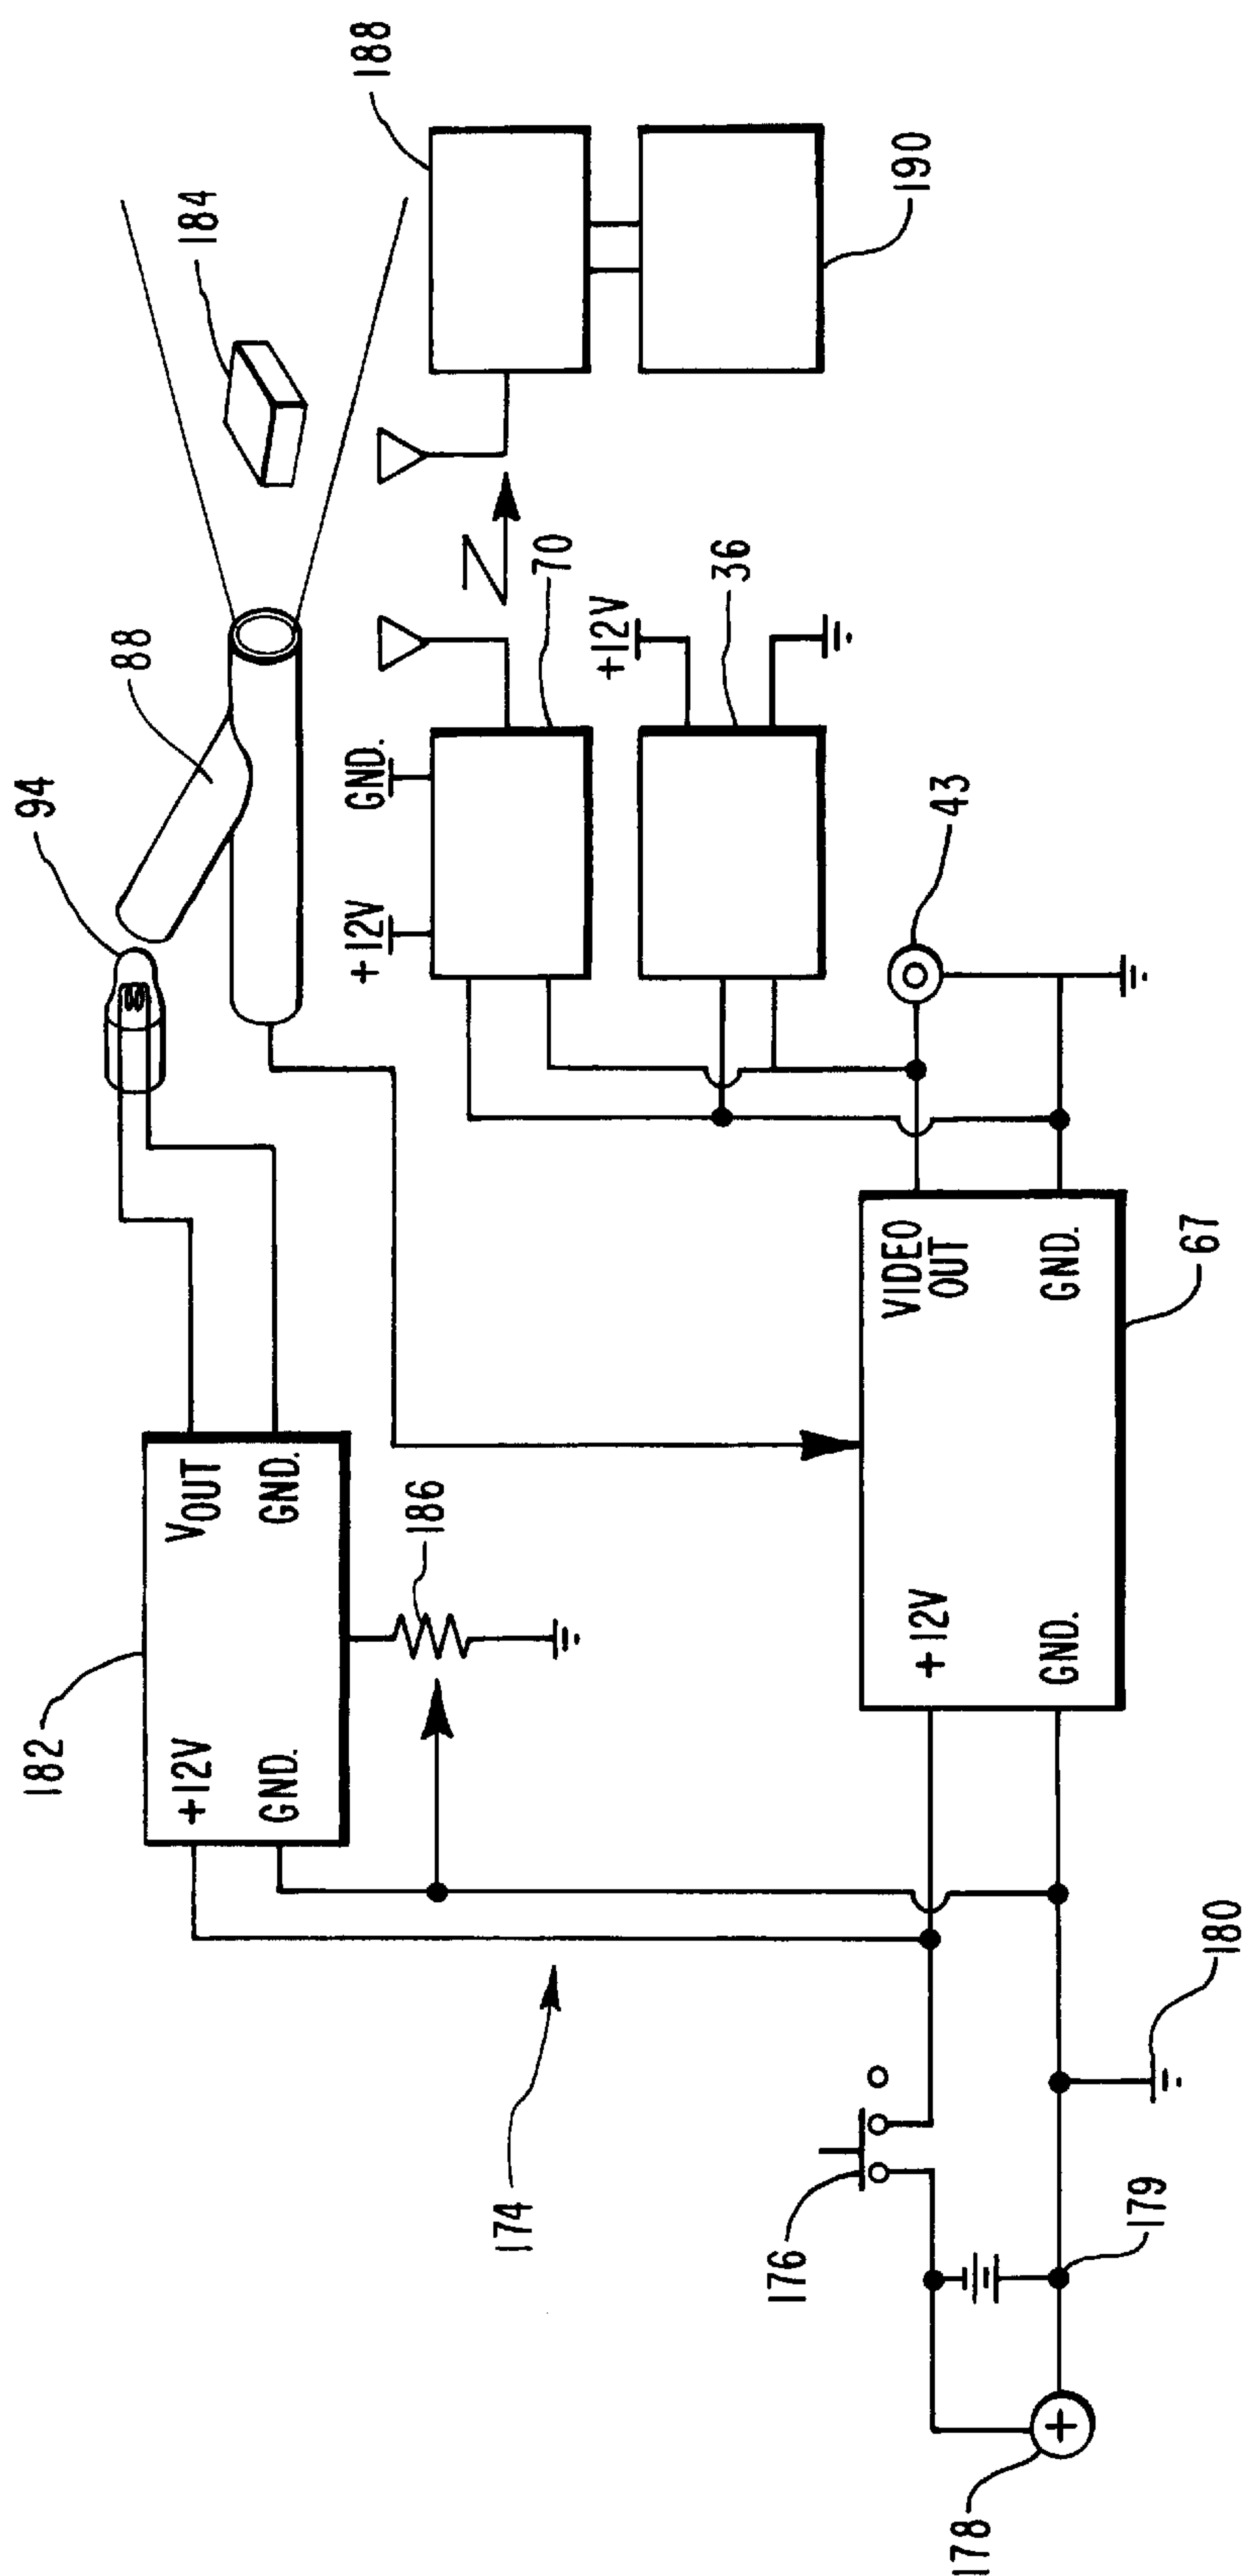 182
+12V
GND.
VOUT
GND.
94
88
184
186
+12V
GND.
70
188
174
+12V
36
190
176
+12V
GND.
VIDEO
OUT
GND.
43
178
179
180
67